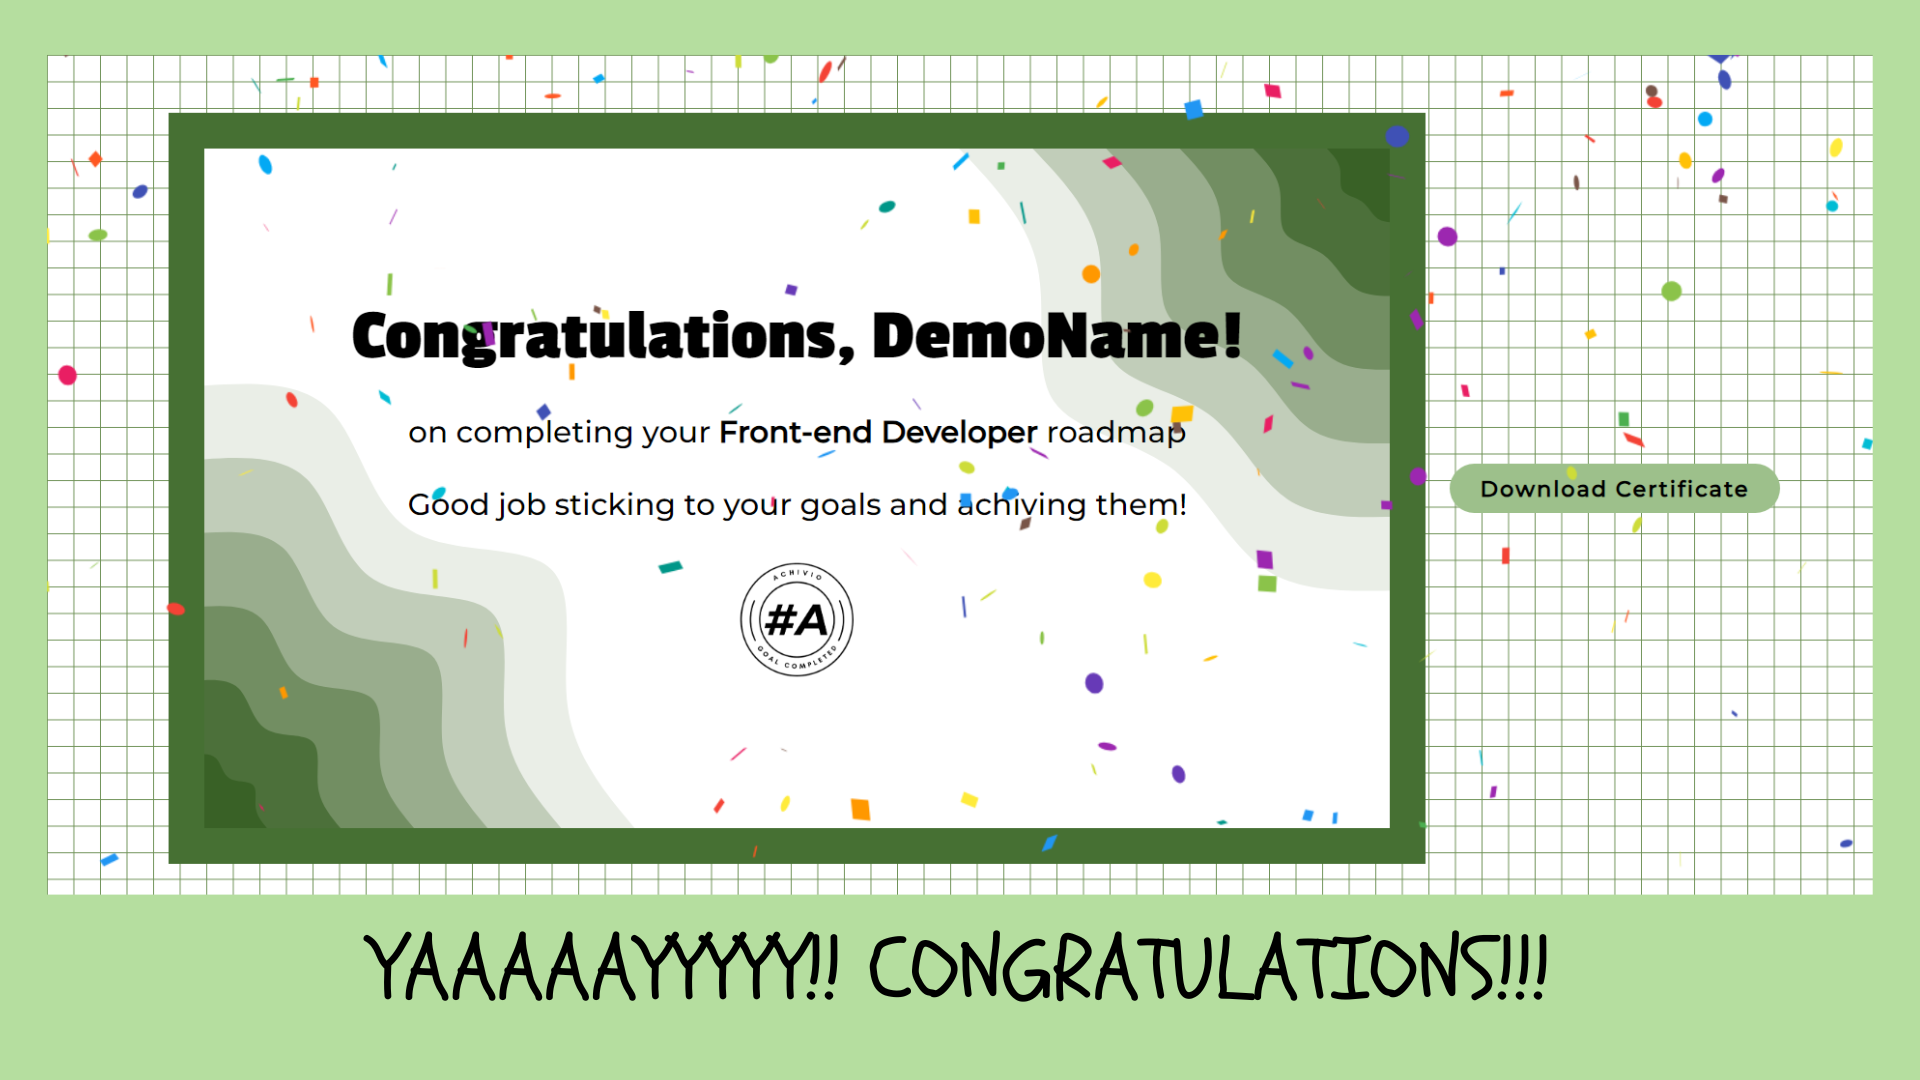 Congratulations, DemoName!
on completing your Front-end Developer roadmap
Good job sticking to your goals and achiving them!
ACHIVIO
#A
GOAL COMPLETED
Download Certificate
YAAAAAYYYYY!! CONGRATULATIONS!!!